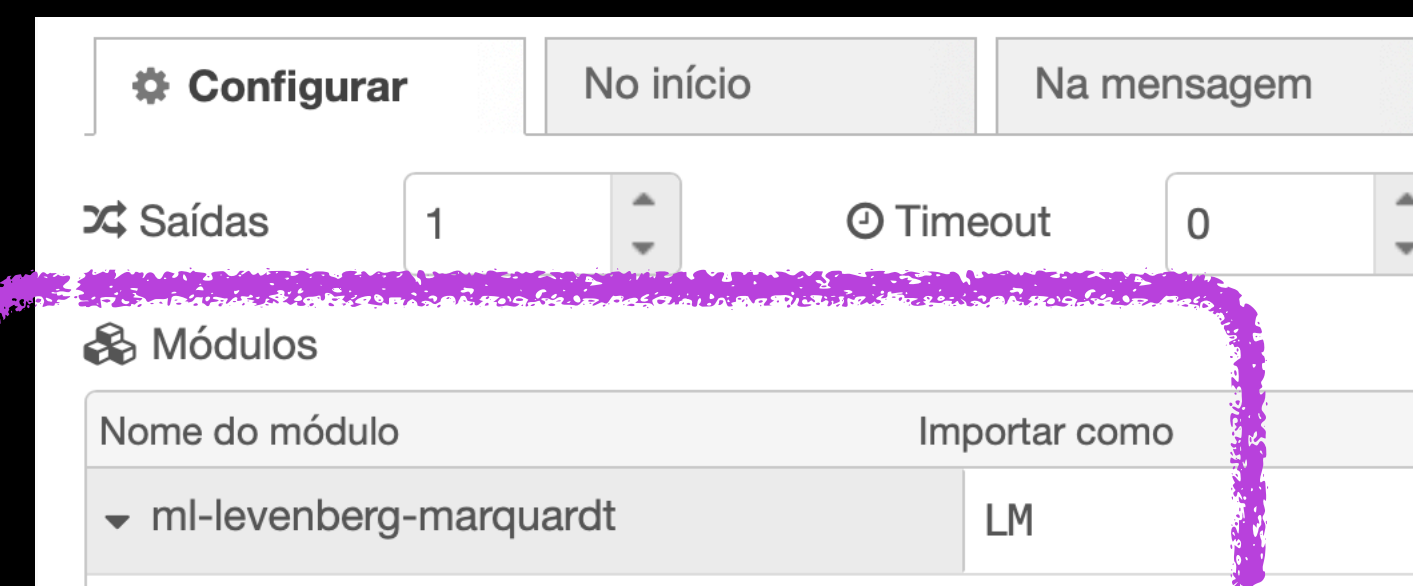 Configurar No início Na mensagem
Saídas 1 Timeout 0
Módulos
Nome do módulo Importar como
ml-levenberg-marquardt LM